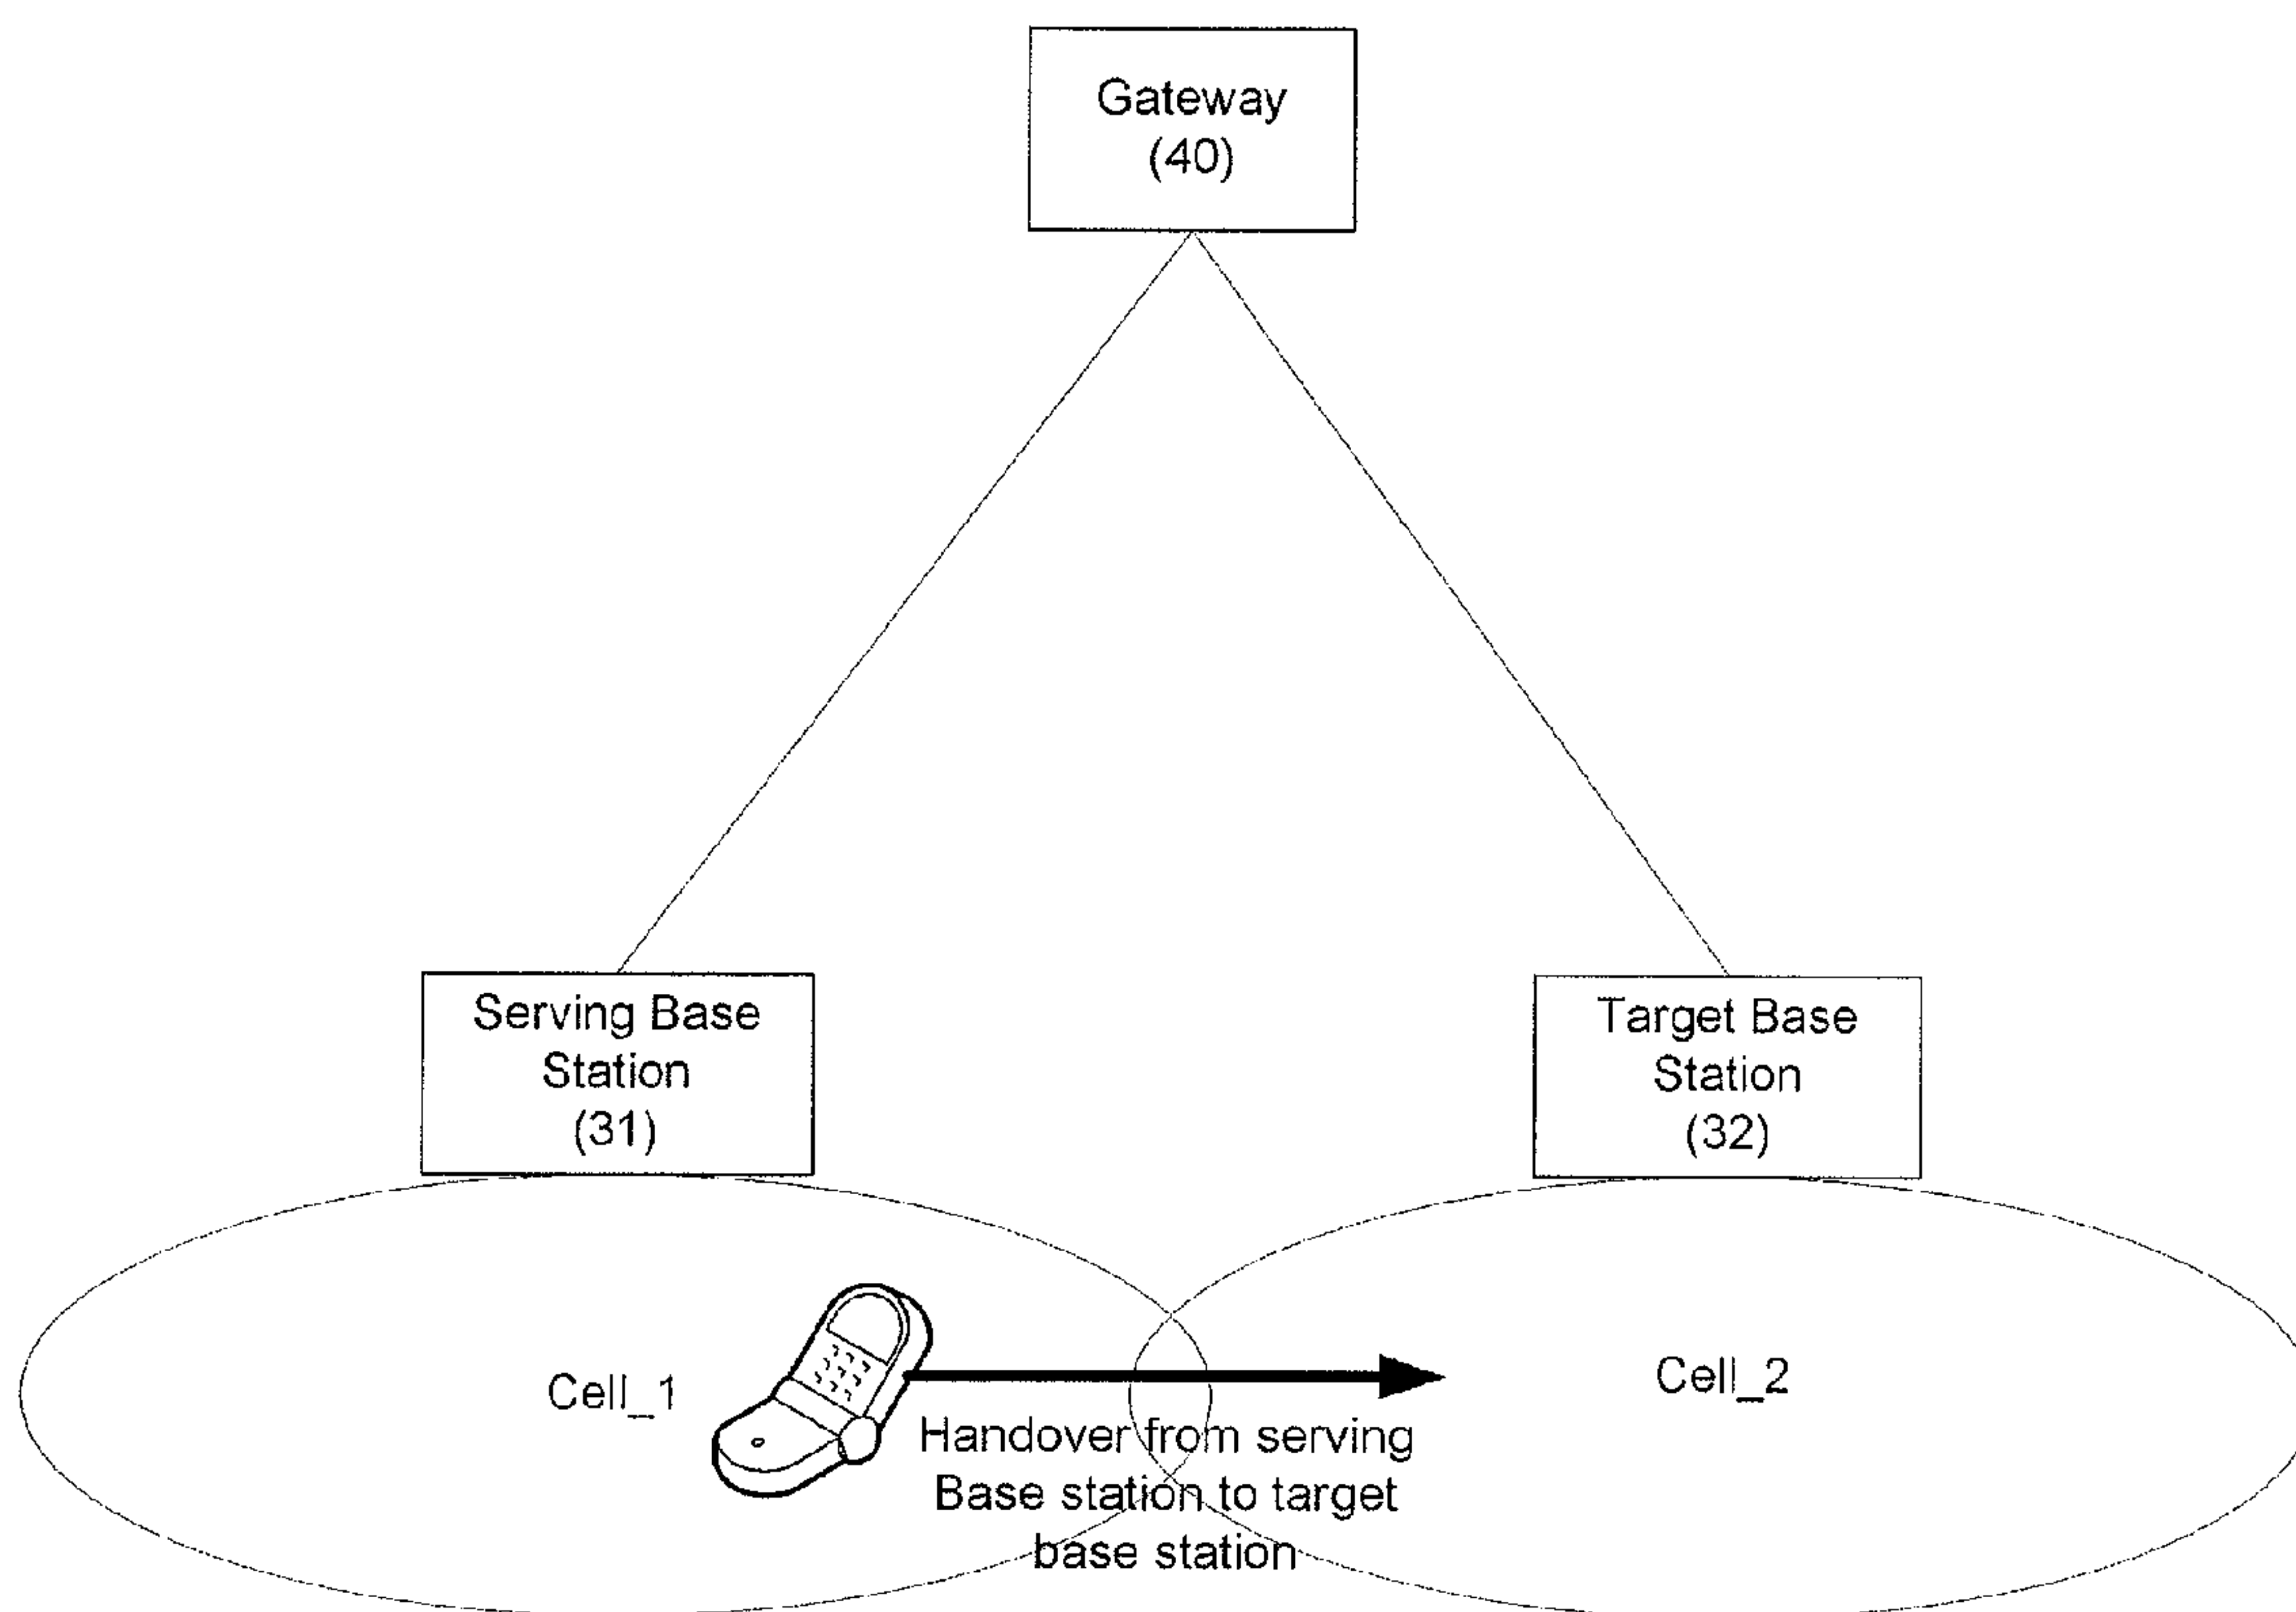 Gateway
(40)
Serving Base
Station
(31)
Target Base
Station
(32)
Cell_1
Cell_2
Handover from serving
Base station to target
base station